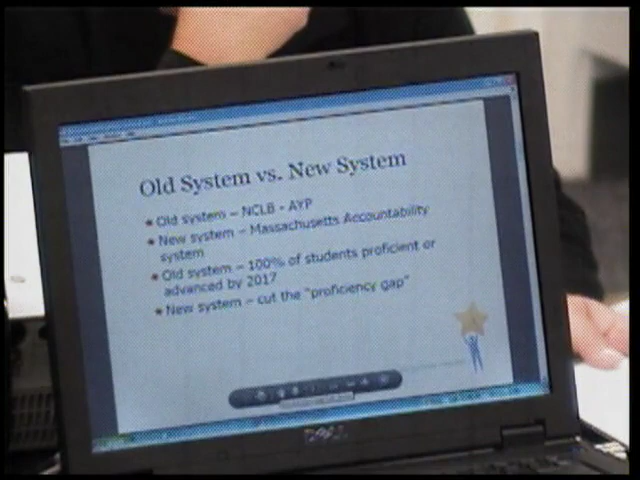 Old System vs. New System
Old system – NCLB - AYP
New system – Massachusetts Accountability
system
Old system – 100% of students proficient or
advanced by 2017
New system – cut the "proficiency gap"
DELL